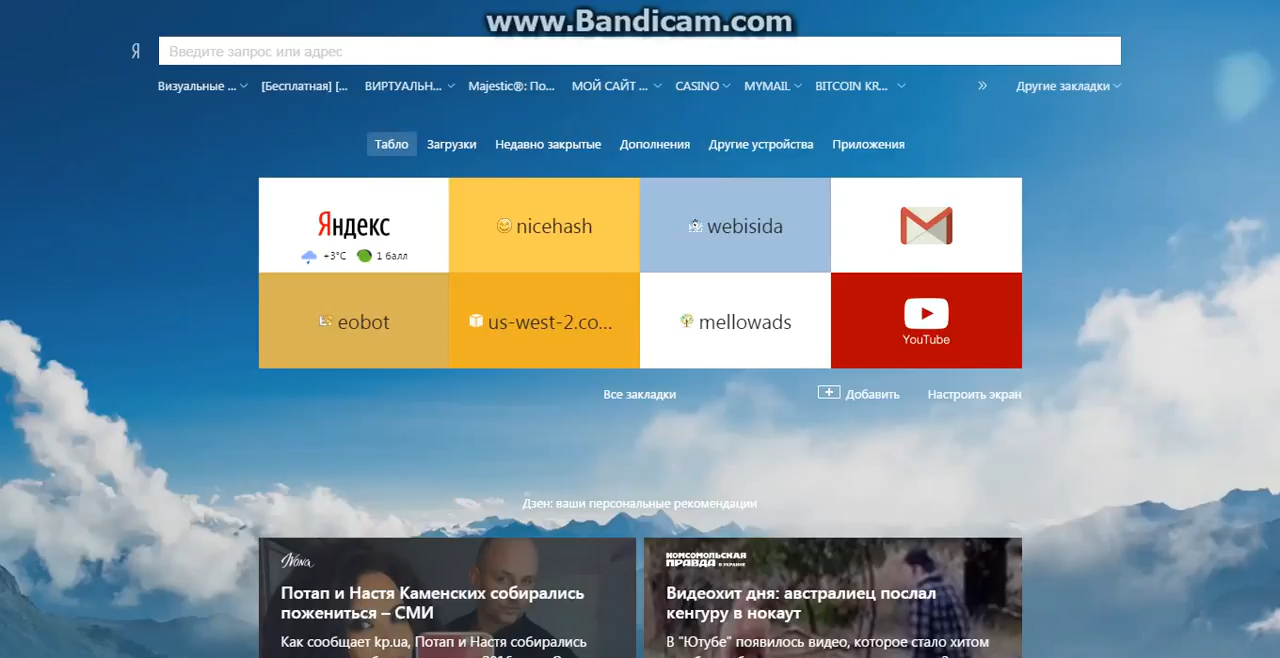 www.Bandicam.com
Я Введите запрос или адрес
Визуальные ... [Бесплатная] [... ВИРТУАЛЬН... Majestic®: По... МОЙ САЙТ ... CASINO MYMAIL BITCOIN KR... » Другие закладки
Табло Загрузки Недавно закрытые Дополнения Другие устройства Приложения
Яндекс
+3°C 1 балл
nicehash
webisida
eobot
us-west-2.co...
mellowads
YouTube
Все закладки Добавить Настроить экран
Дзен: ваши персональные рекомендации
Ivona
Потап и Настя Каменских собирались
пожениться – СМИ
Как сообщает kp.ua, Потап и Настя собирались
КОМСОМОЛЬСКАЯ
ПРАВДА В УКРАИНЕ
Видеохит дня: австралиец послал
кенгуру в нокаут
В "Ютубе" появилось видео, которое стало хитом